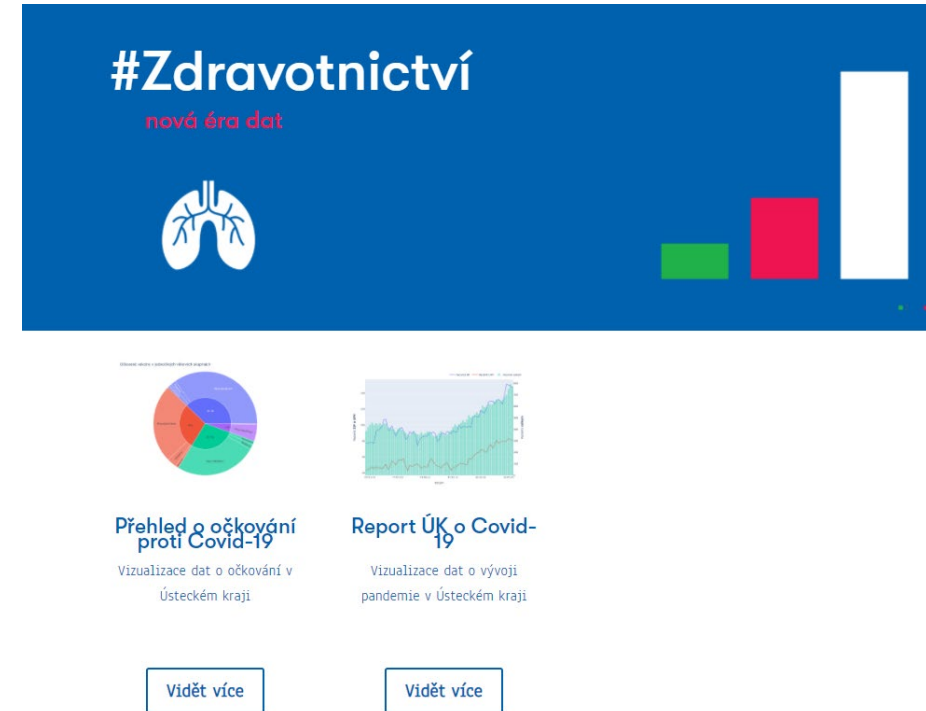 #Zdravotnictví
nová éra dat
Přehled o očkování
proti Covid-19
Vizualizace dat o očkování v
Ústeckém kraji
Vidět více
Report ÚK o Covid-
19
Vizualizace dat o vývoji
pandemie v Ústeckém kraji
Vidět více